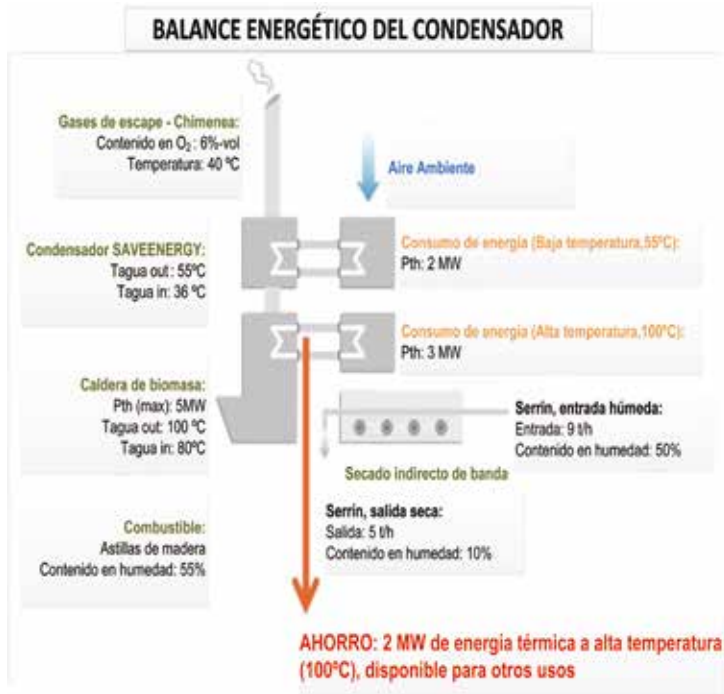 BALANCE ENERGÉTICO DEL CONDENSADOR
Gases de escape - Chimenea:
Contenido en O₂ : 6%-vol
Temperatura: 40 ºC
Aire Ambiente
Condensador SAVEENERGY:
Tagua out : 55ºC
Tagua in: 36 ºC
Consumo de energía (Baja temperatura,55ºC):
Pth: 2 MW
Consumo de energía (Alta temperatura,100ºC):
Pth: 3 MW
Caldera de biomasa:
Pth (max): 5MW
Tagua out: 100 ºC
Tagua in: 80ºC
Serrín, entrada húmeda:
Entrada: 9 t/h
Contenido en humedad: 50%
Secado indirecto de banda
Serrín, salida seca:
Salida: 5 t/h
Contenido en humedad: 10%
Combustible:
Astillas de madera
Contenido en humedad: 55%
AHORRO: 2 MW de energía térmica a alta temperatura
(100ºC), disponible para otros usos